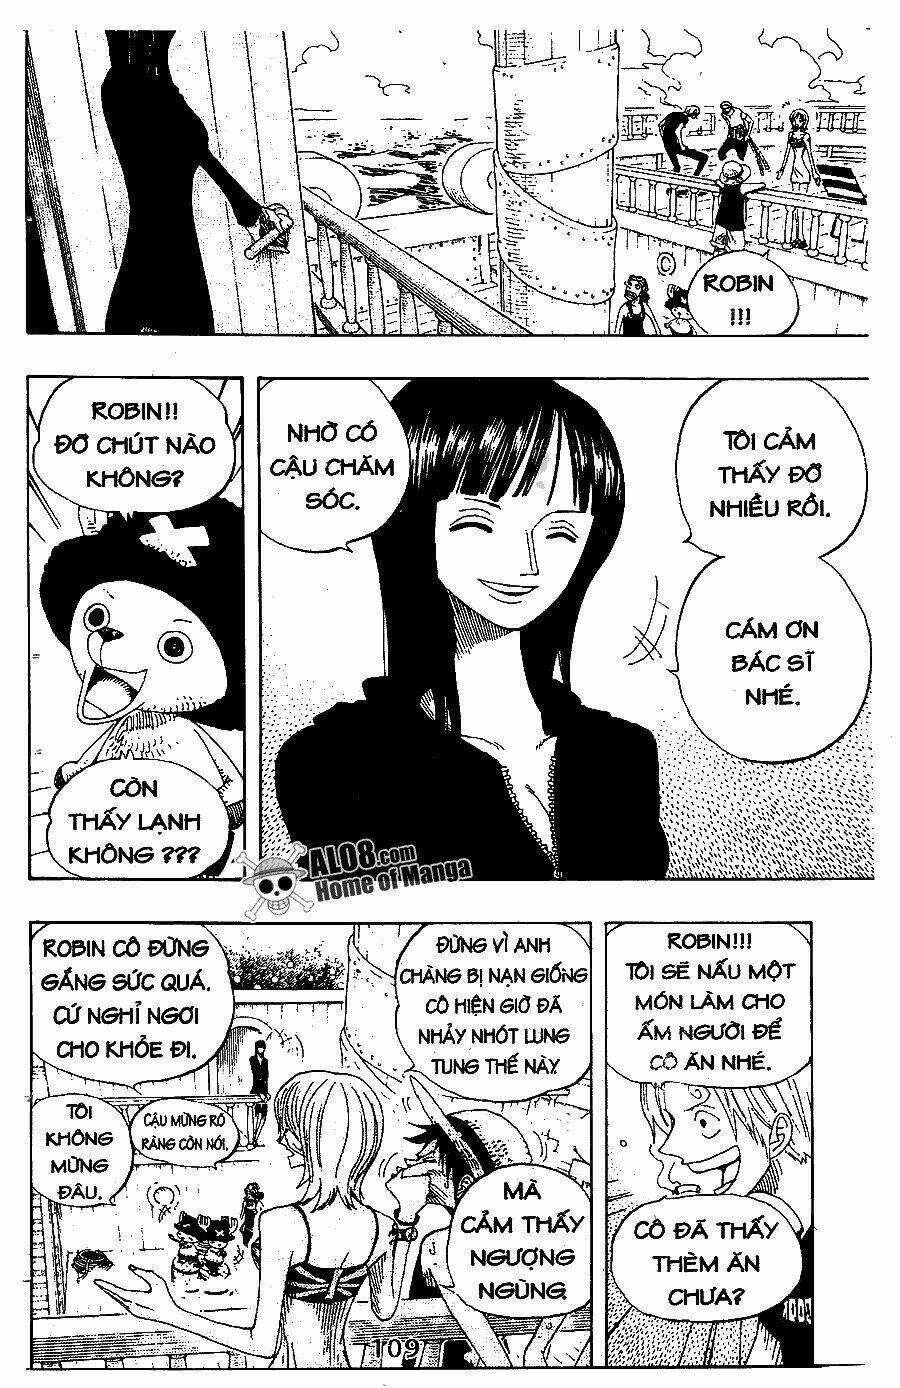 ROBIN
!!!
ROBIN!!
ĐỠ CHÚT NÀO
KHÔNG?
CÒN
THẤY LẠNH
KHÔNG ???
NHỜ CÓ
CẬU CHĂM
SÓC.
TÔI CẢM
THẤY ĐỠ
NHIỀU RỒI.
CÁM ƠN
BÁC SĨ
NHÉ.
AL08.com
Home of Manga
ROBIN CÔ ĐỪNG
GẮNG SỨC QUÁ.
CỨ NGHỈ NGƠI
CHO KHỎE ĐI.
ĐỪNG VÌ ANH
CHÀNG BỊ NẠN GIỐNG
CÔ HIỆN GIỜ ĐÃ
NHẢY NHÓT LUNG
TUNG THẾ NÀY
TÔI
KHÔNG
MỪNG
ĐÂU.
CẬU MỪNG RÕ
RÀNG CÒN NÓI.
MÀ
CẢM THẤY
NGƯỢNG
NGÙNG.
ROBIN!!!
TÔI SẼ NẤU MỘT
MÓN LÀM CHO
ẤM NGƯỜI ĐỂ
CÔ ĂN NHÉ.
CÔ ĐÃ THẤY
THÈM ĂN
CHƯA?
109